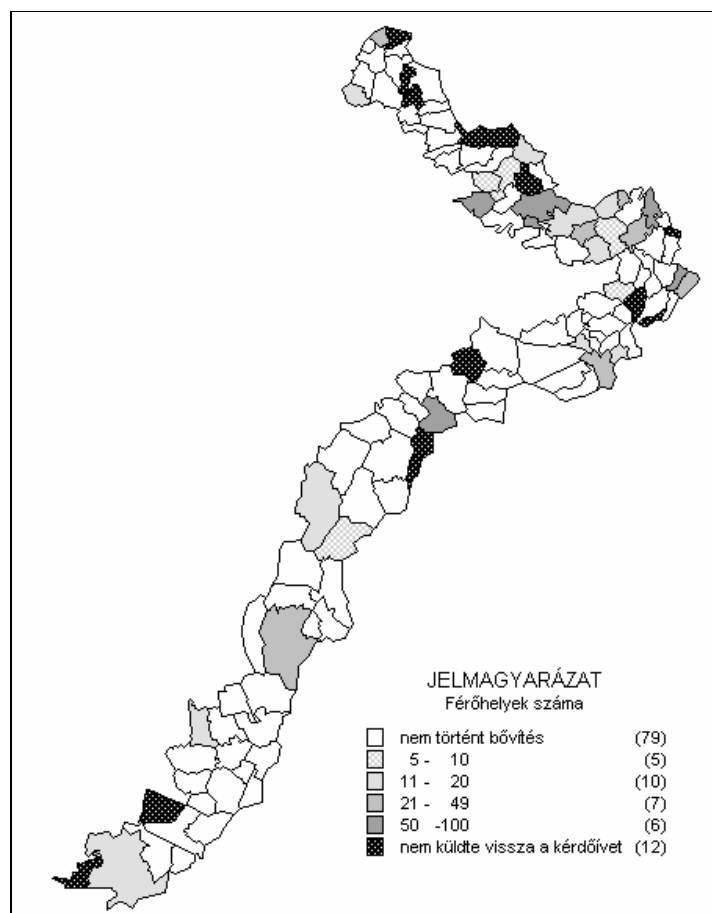 JELMAGYARÁZAT
Férőhelyek száma
nem történt bővítés (79)
5 - 10 (5)
11 - 20 (10)
21 - 49 (7)
50 -100 (6)
nem küldte vissza a kérdőívet (12)